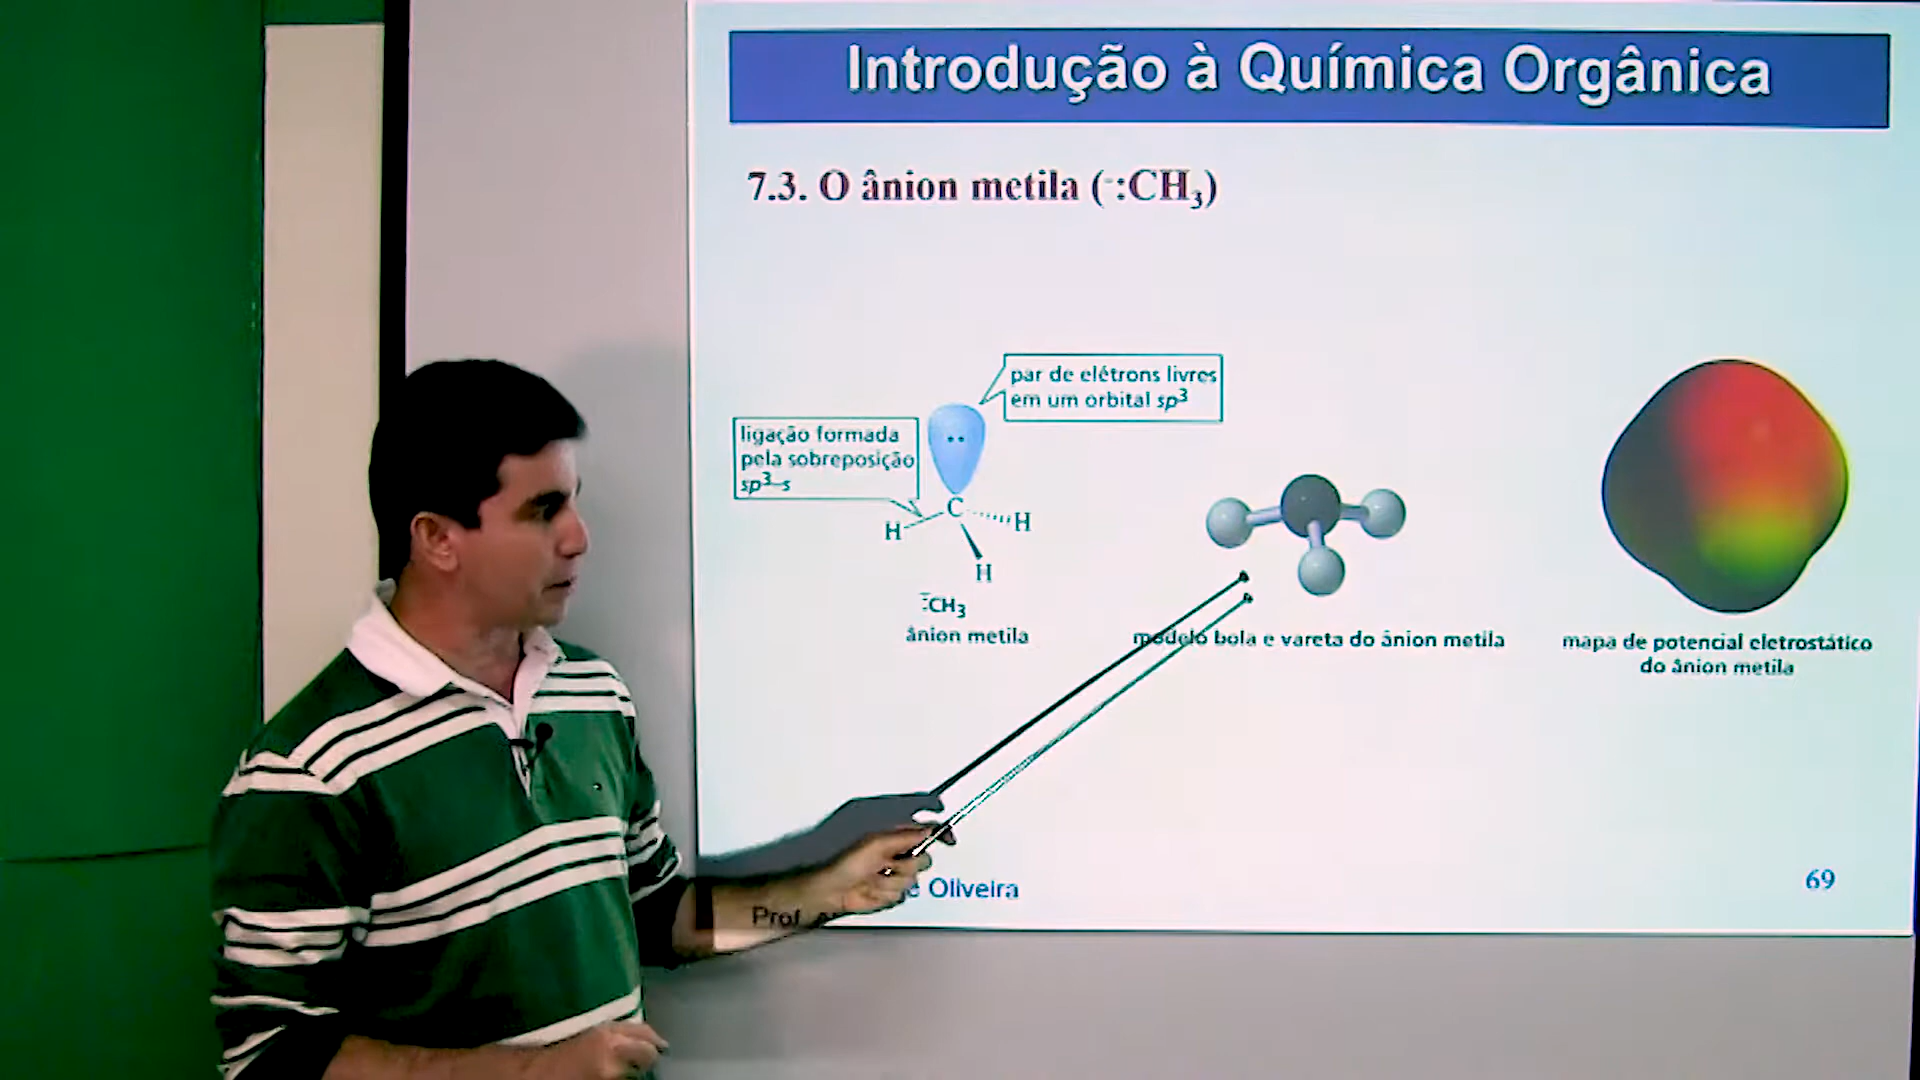 Introdução à Química Orgânica
7.3. O ânion metila (⁻:CH₃)
par de elétrons livres
em um orbital sp³
ligação formada
pela sobreposição
sp³–s
C
H
H
H
⁻:CH₃
ânion metila
modelo bola e vareta do ânion metila
mapa de potencial eletrostático
do ânion metila
Prof. Oliveira
69